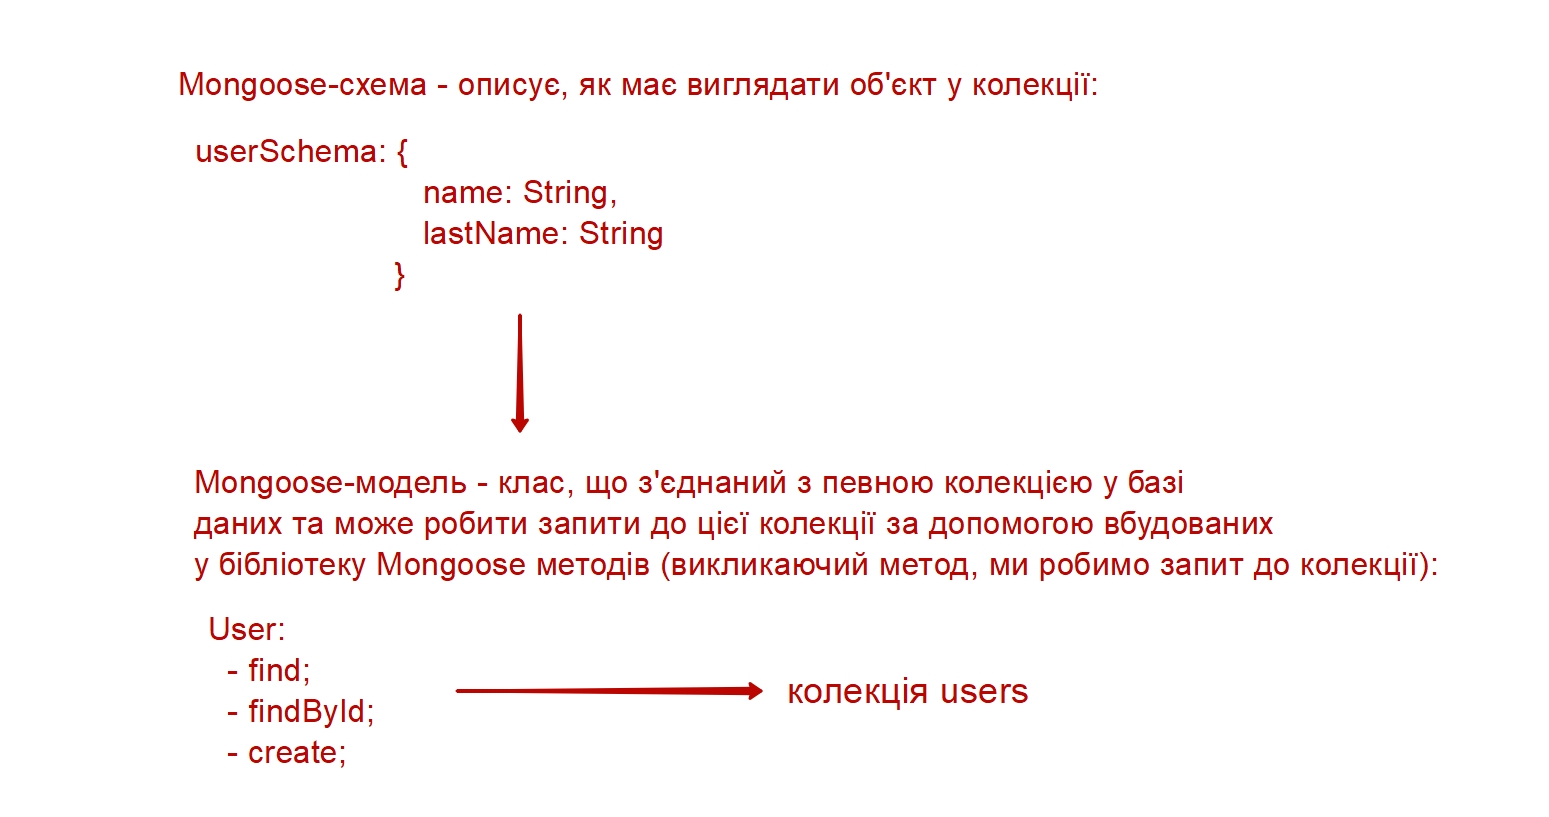 Mongoose-схема - описує, як має виглядати об'єкт у колекції:
userSchema: {
name: String,
lastName: String
}
Mongoose-модель - клас, що з'єднаний з певною колекцією у базі
даних та може робити запити до цієї колекції за допомогою вбудованих
у бібліотеку Mongoose методів (викликаючий метод, ми робимо запит до колекції):
User:
- find;
- findById;
- create;
колекція users